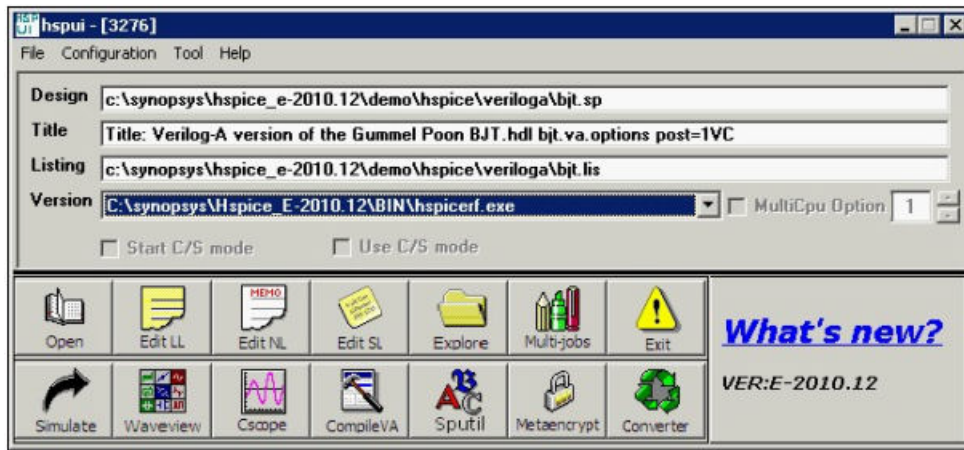 hspui - [3276]
File Configuration Tool Help
Design c:\synopsys\hspice_e-2010.12\demo\hspice\veriloga\bjt.sp
Title Title: Verilog-A version of the Gummel Poon BJT.hdl bjt.va.options post=1VC
Listing c:\synopsys\hspice_e-2010.12\demo\hspice\veriloga\bjt.lis
Version C:\synopsys\Hspice_E-2010.12\BIN\hspicerf.exe MultiCpu Option 1
Start C/S mode Use C/S mode
MEMO
Open Edit LL Edit NL Edit SL Explore Multi-jobs Exit
What's new?
VER:E-2010.12
ABC
Simulate Waveview Cscope CompileVA Sputil Metaencrypt Converter